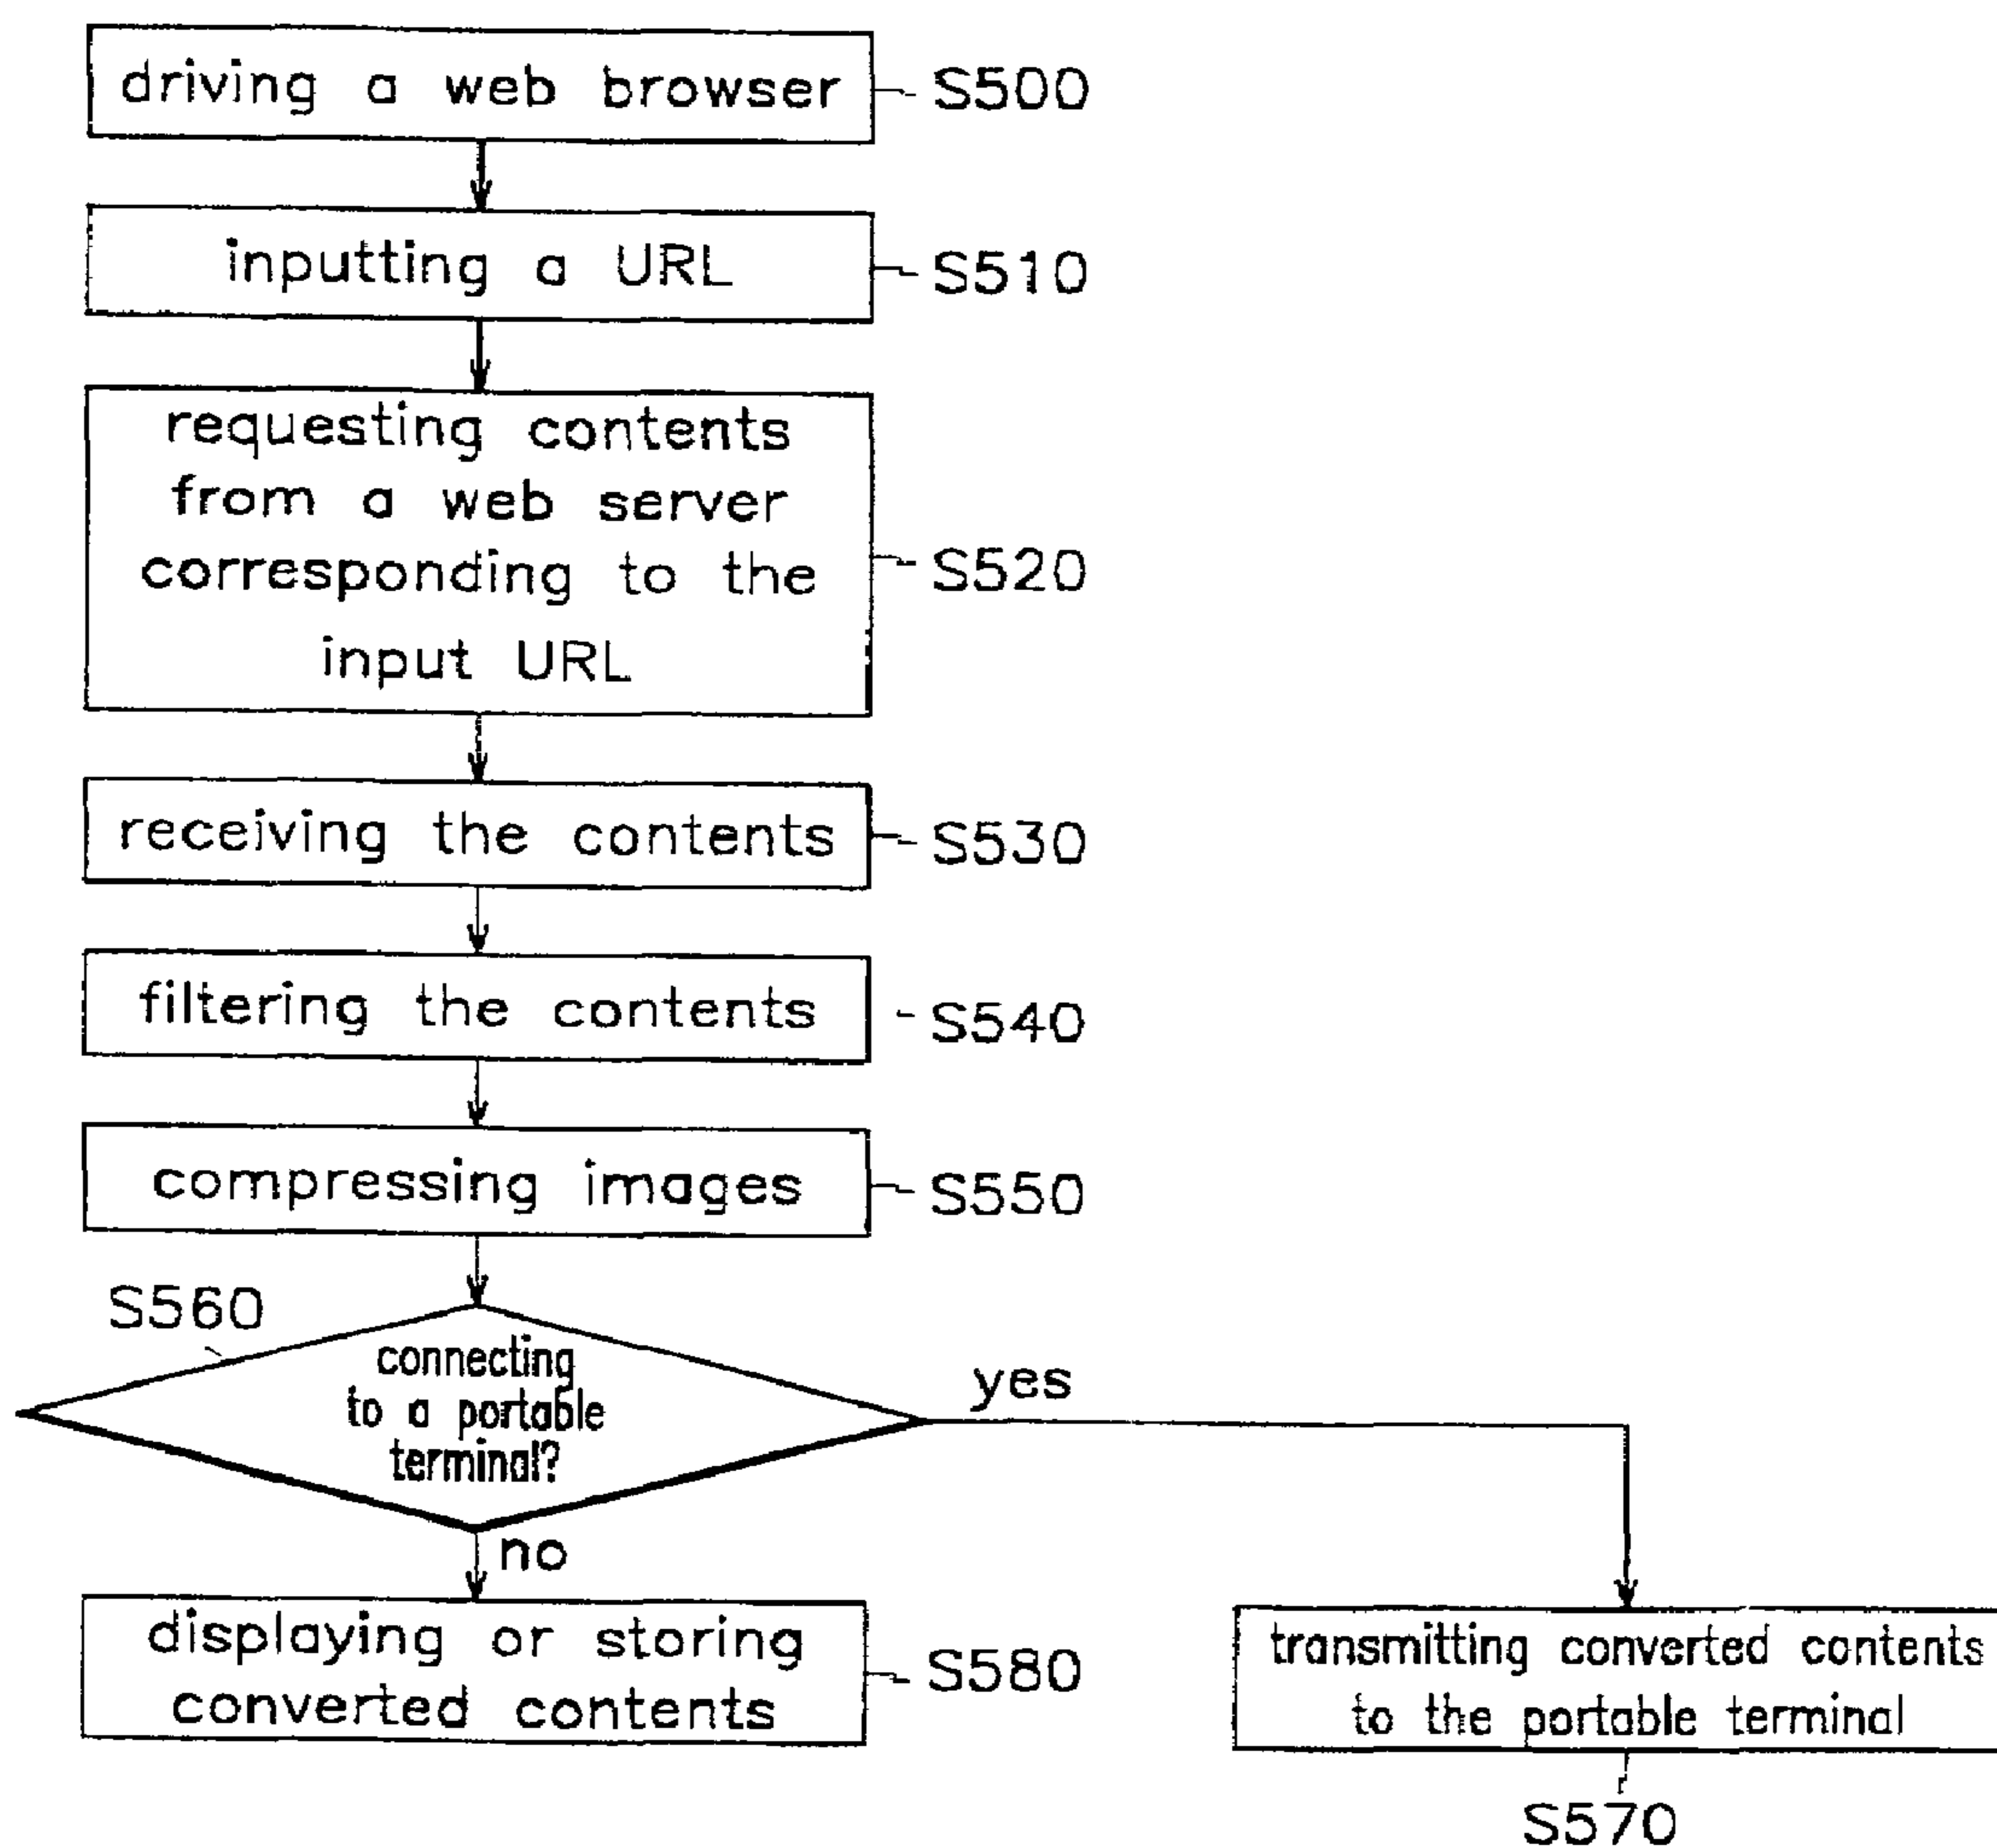 driving a web browser S500
inputting a URL S510
requesting contents
from a web server
corresponding to the
input URL
S520
receiving the contents S530
filtering the contents S540
compressing images S550
S560
connecting
to a portable
terminal?
yes
no
displaying or storing
converted contents
S580
transmitting converted contents
to the portable terminal
S570